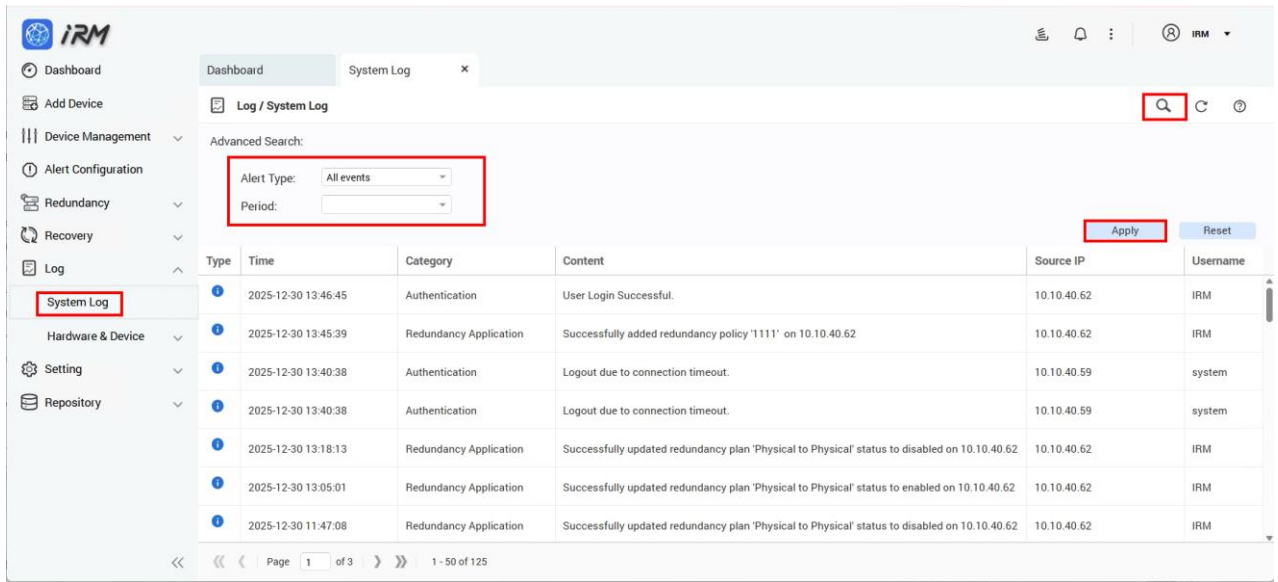 iRM
IRM
Dashboard
Add Device
Device Management
Alert Configuration
Redundancy
Recovery
Log
System Log
Hardware & Device
Setting
Repository
Dashboard
System Log
Log / System Log
Advanced Search:
Alert Type: All events
Period:
Apply Reset
Type Time Category Content Source IP Username
2025-12-30 13:46:45 Authentication User Login Successful. 10.10.40.62 IRM
2025-12-30 13:45:39 Redundancy Application Successfully added redundancy policy '1111' on 10.10.40.62 10.10.40.62 IRM
2025-12-30 13:40:38 Authentication Logout due to connection timeout. 10.10.40.59 system
2025-12-30 13:40:38 Authentication Logout due to connection timeout. 10.10.40.59 system
2025-12-30 13:18:13 Redundancy Application Successfully updated redundancy plan 'Physical to Physical' status to disabled on 10.10.40.62 10.10.40.62 IRM
2025-12-30 13:05:01 Redundancy Application Successfully updated redundancy plan 'Physical to Physical' status to enabled on 10.10.40.62 10.10.40.62 IRM
2025-12-30 11:47:08 Redundancy Application Successfully updated redundancy plan 'Physical to Physical' status to disabled on 10.10.40.62 10.10.40.62 IRM
Page 1 of 3 1 - 50 of 125